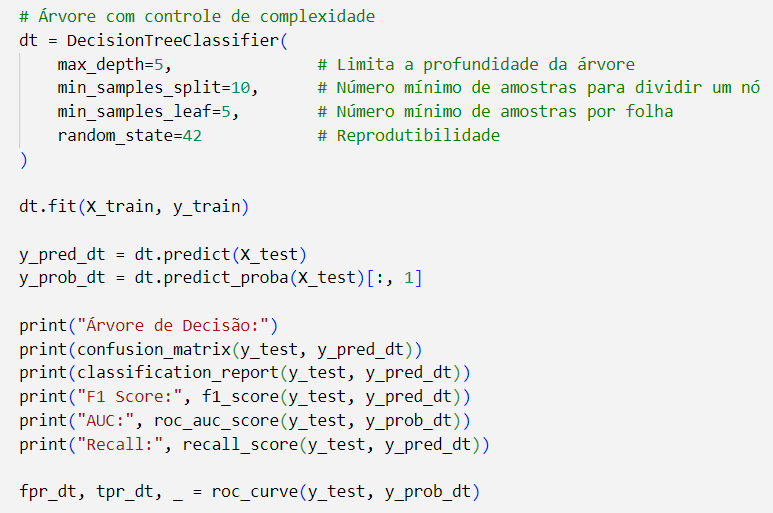 # Árvore com controle de complexidade
dt = DecisionTreeClassifier(
    max_depth=5,               # Limita a profundidade da árvore
    min_samples_split=10,      # Número mínimo de amostras para dividir um nó
    min_samples_leaf=5,        # Número mínimo de amostras por folha
    random_state=42            # Reprodutibilidade
)

dt.fit(X_train, y_train)

y_pred_dt = dt.predict(X_test)
y_prob_dt = dt.predict_proba(X_test)[:, 1]

print("Árvore de Decisão:")
print(confusion_matrix(y_test, y_pred_dt))
print(classification_report(y_test, y_pred_dt))
print("F1 Score:", f1_score(y_test, y_pred_dt))
print("AUC:", roc_auc_score(y_test, y_prob_dt))
print("Recall:", recall_score(y_test, y_pred_dt))

fpr_dt, tpr_dt, _ = roc_curve(y_test, y_prob_dt)